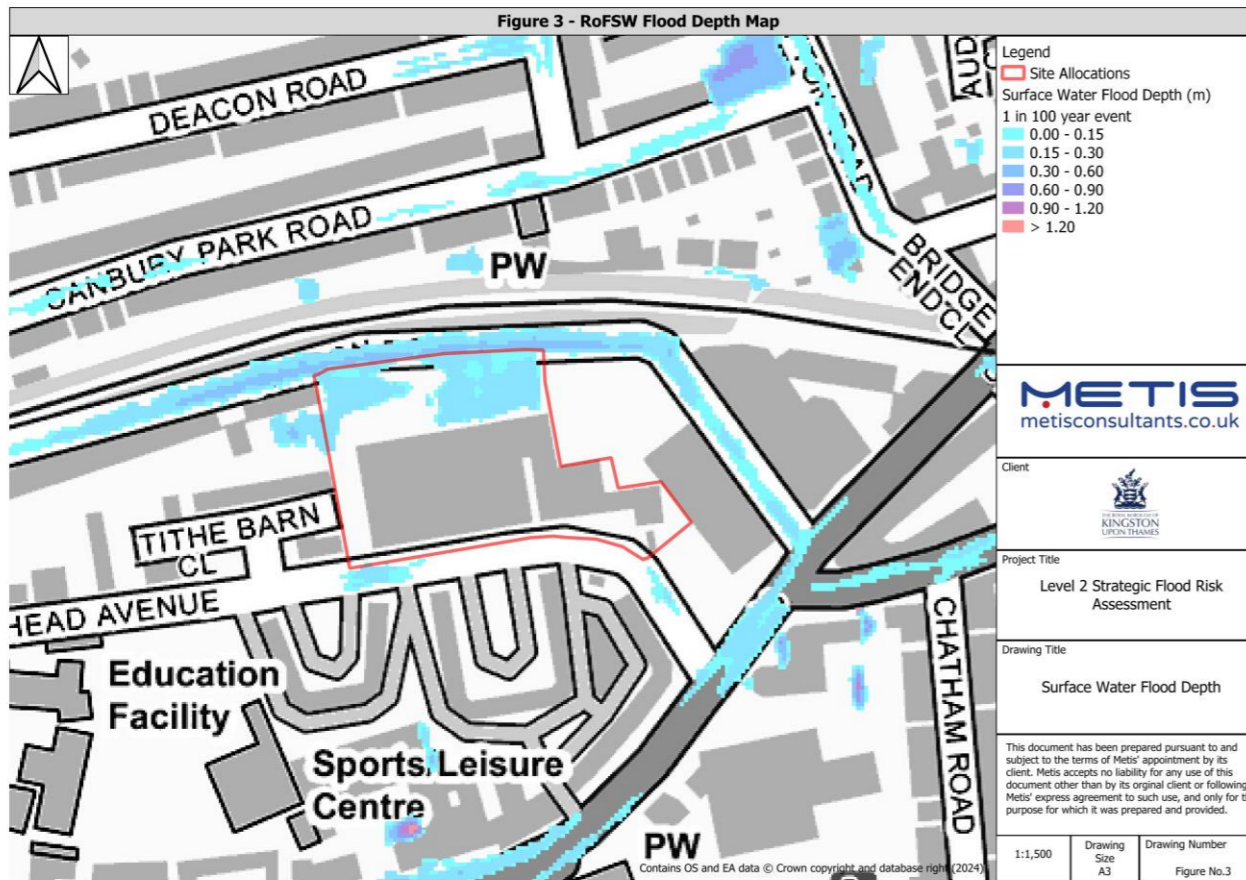 Figure 3 - RoFSW Flood Depth Map
DEACON ROAD
CANBURY PARK ROAD
PW
BRIDGE
END CL
TITHE BARN
CL
HEAD AVENUE
Education
Facility
Sports/Leisure
Centre
PW
CHATHAM ROAD
Contains OS and EA data © Crown copyright and database right (2024)
Legend
Site Allocations
Surface Water Flood Depth (m)
1 in 100 year event
0.00 - 0.15
0.15 - 0.30
0.30 - 0.60
0.60 - 0.90
0.90 - 1.20
> 1.20
METIS
metisconsultants.co.uk
Client
THE ROYAL BOROUGH OF
KINGSTON
UPON THAMES
Project Title
Level 2 Strategic Flood Risk
Assessment
Drawing Title
Surface Water Flood Depth
This document has been prepared pursuant to and
subject to the terms of Metis' appointment by its
client. Metis accepts no liability for any use of this
document other than by its orginal client or following
Metis' express agreement to such use, and only for t
purpose for which it was prepared and provided.
1:1,500
Drawing
Size
A3
Drawing Number
Figure No.3